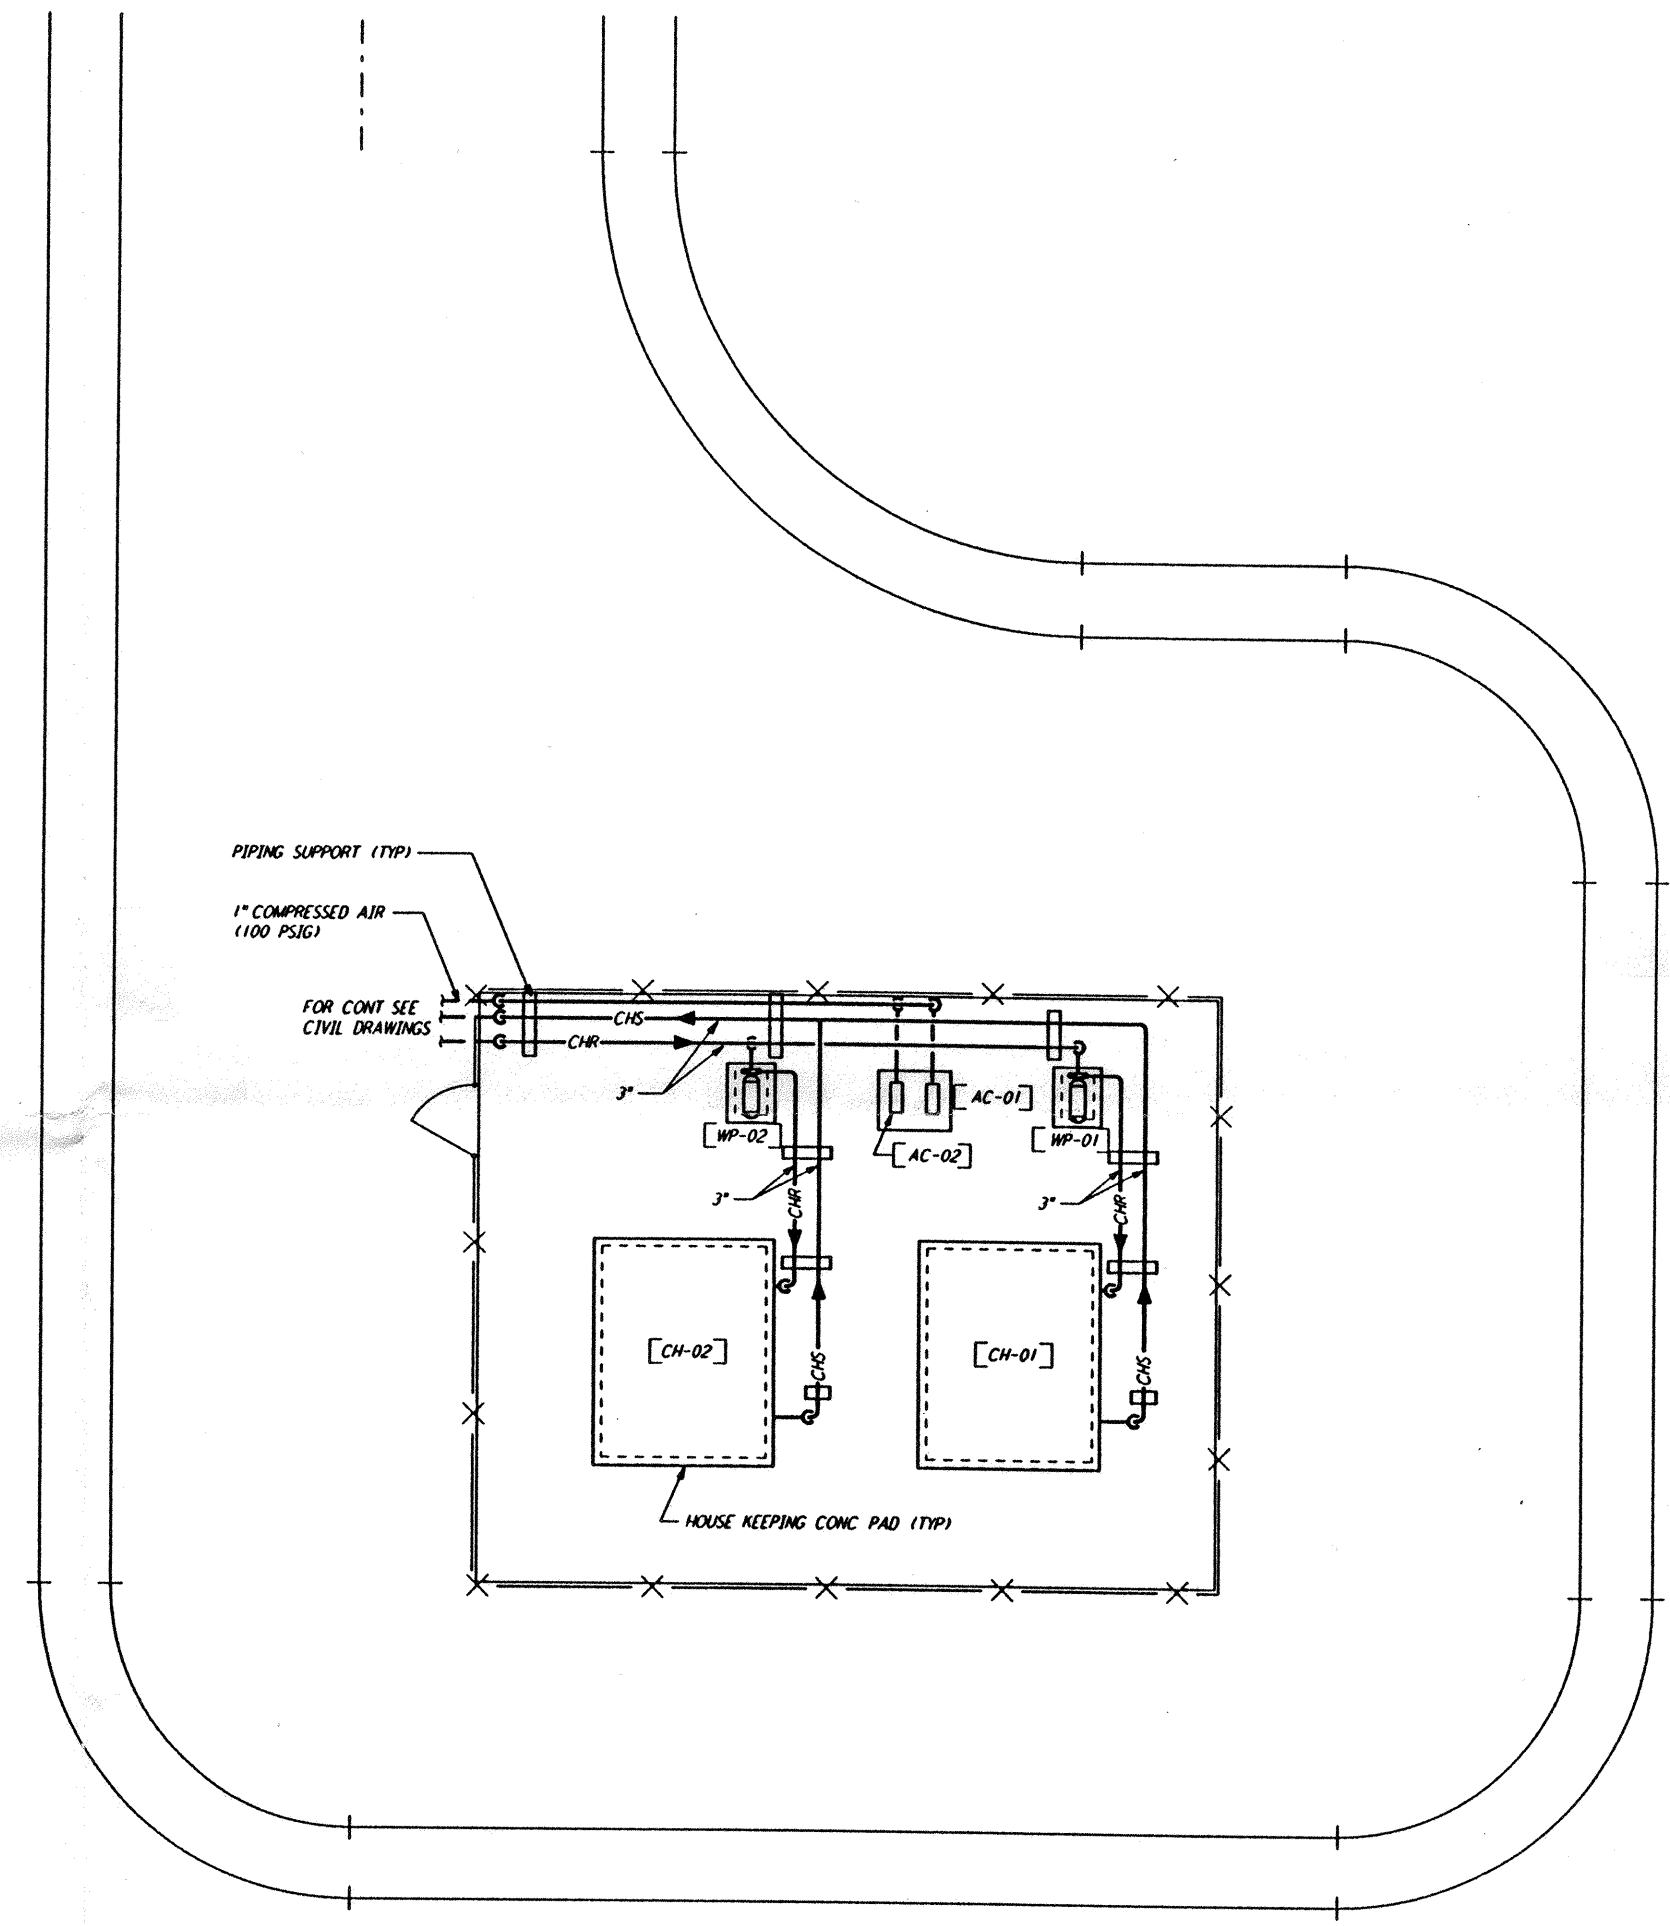 PIPING SUPPORT (TYP)
1" COMPRESSED AIR
(100 PSIG)
FOR CONT SEE
CIVIL DRAWINGS
CHS
CHR
3"
[WP-02]
[AC-01]
[AC-02]
[WP-01]
3"
CHR
3"
CHR
[CH-02]
CHS
[CH-01]
CHS
HOUSE KEEPING CONC PAD (TYP)